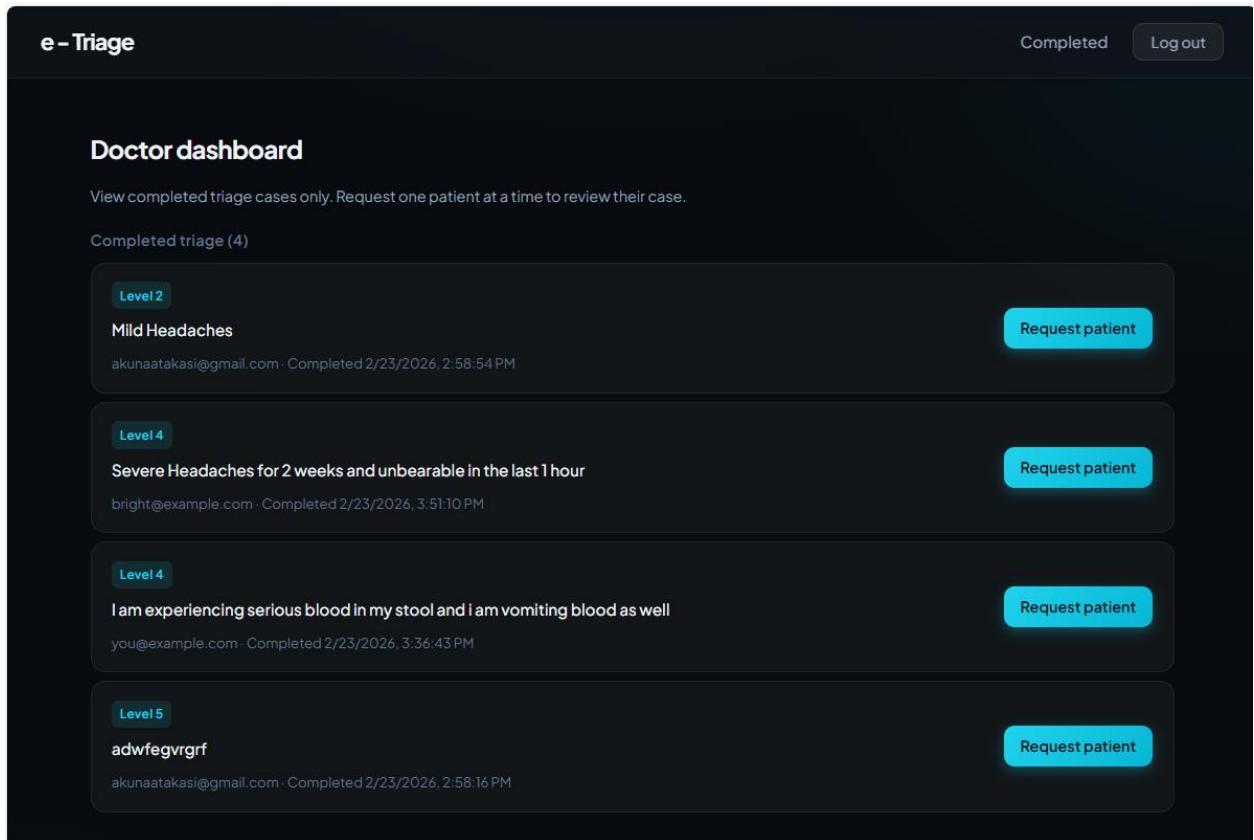 e - Triage
Completed
Log out
Doctor dashboard
View completed triage cases only. Request one patient at a time to review their case.
Completed triage (4)
Level 2
Mild Headaches
akunaatakasi@gmail.com · Completed 2/23/2026, 2:58:54 PM
Request patient
Level 4
Severe Headaches for 2 weeks and unbearable in the last 1 hour
bright@example.com · Completed 2/23/2026, 3:51:10 PM
Request patient
Level 4
I am experiencing serious blood in my stool and i am vomiting blood as well
you@example.com · Completed 2/23/2026, 3:36:43 PM
Request patient
Level 5
adwfegvrgrf
akunaatakasi@gmail.com · Completed 2/23/2026, 2:58:16 PM
Request patient